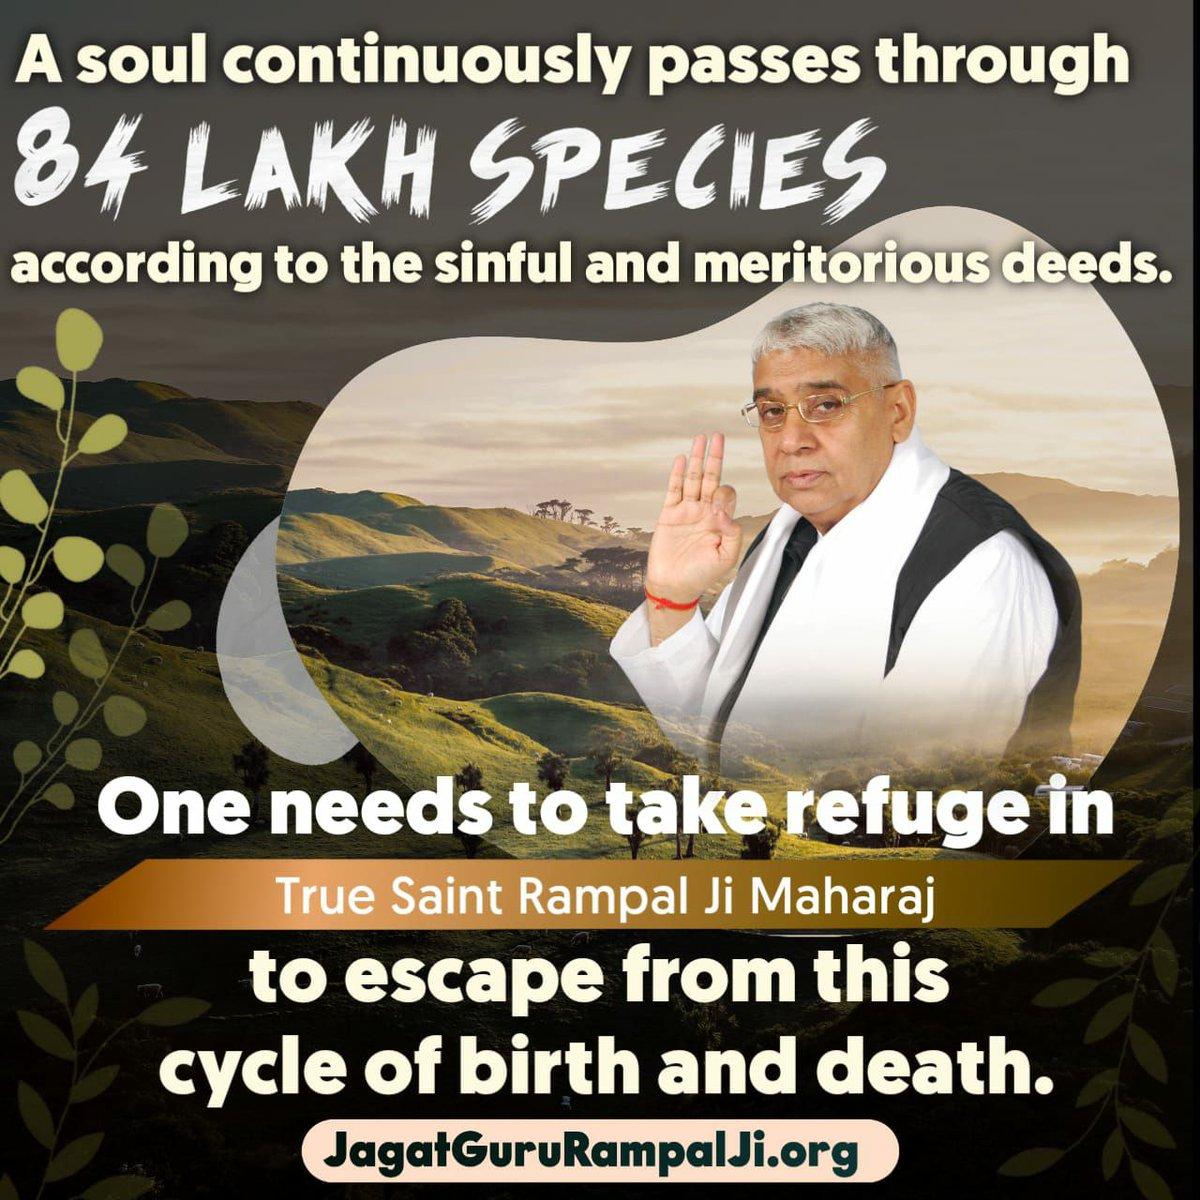 A soul continuously passes through
84 LAKH SPECIES
according to the sinful and meritorious deeds.
One needs to take refuge in
True Saint Rampal Ji Maharaj
to escape from this
cycle of birth and death.
JagatGuruRampalJi.org